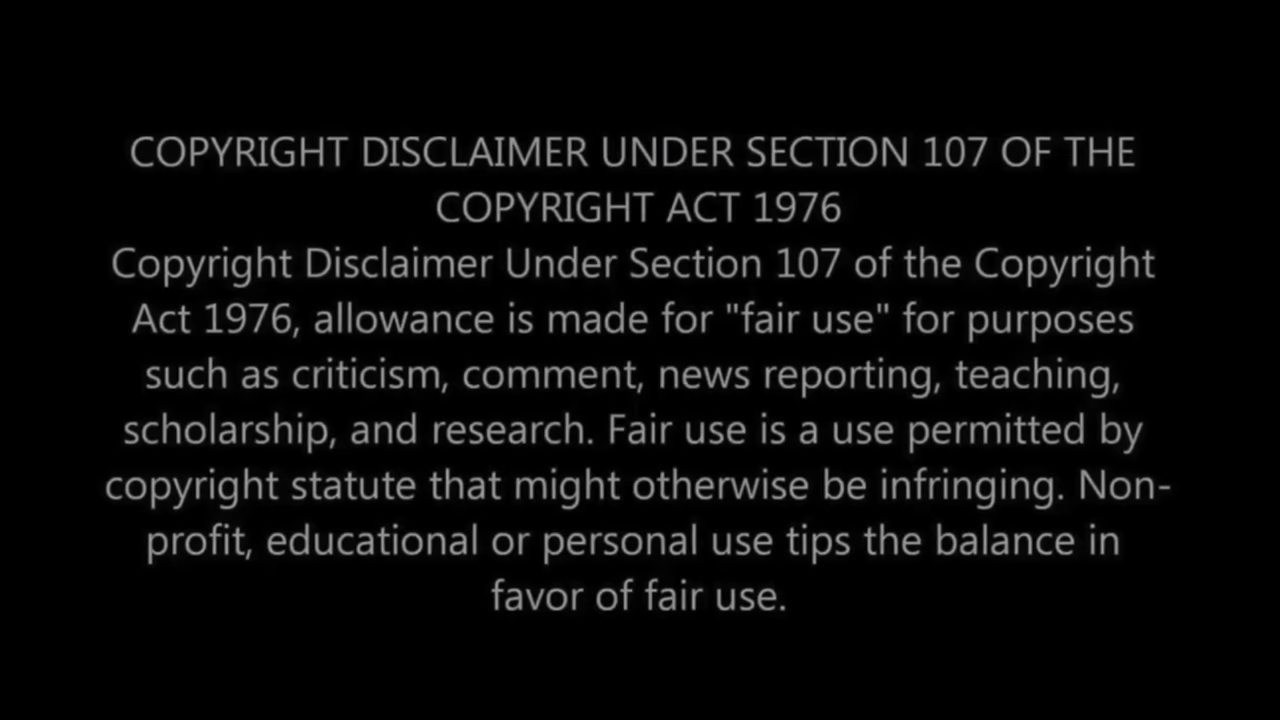 COPYRIGHT DISCLAIMER UNDER SECTION 107 OF THE
COPYRIGHT ACT 1976
Copyright Disclaimer Under Section 107 of the Copyright
Act 1976, allowance is made for "fair use" for purposes
such as criticism, comment, news reporting, teaching,
scholarship, and research. Fair use is a use permitted by
copyright statute that might otherwise be infringing. Non-
profit, educational or personal use tips the balance in
favor of fair use.